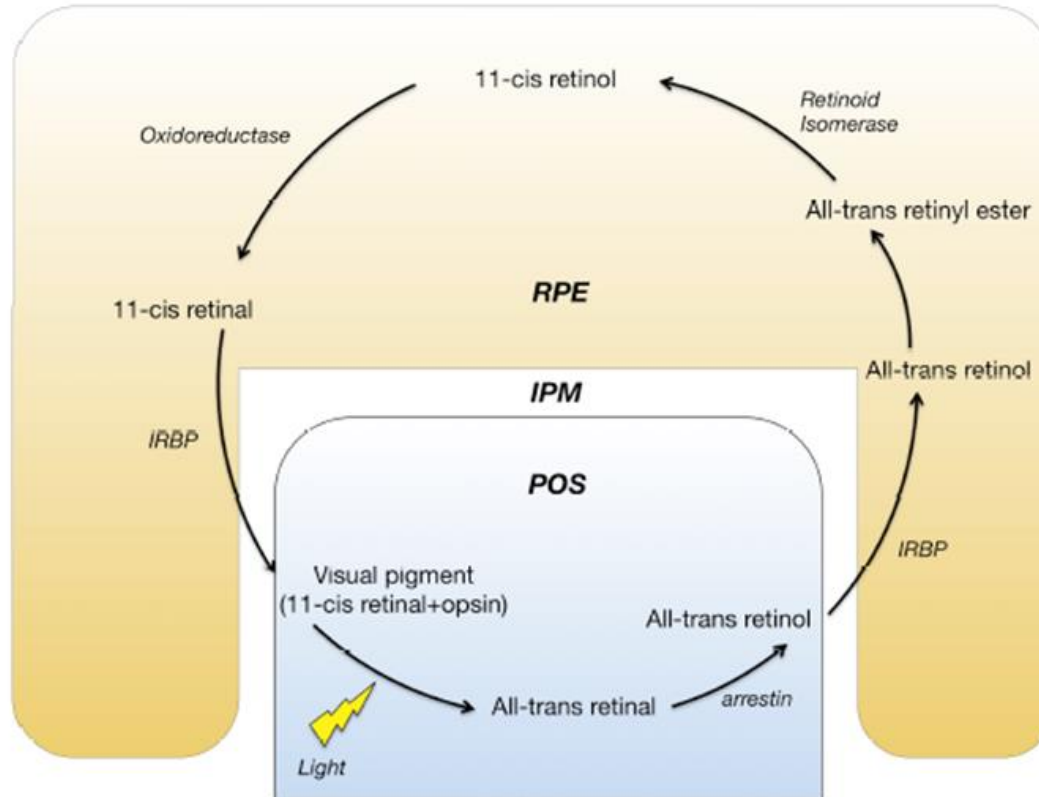 11-cis retinol
Retinoid
Isomerase
Oxidoreductase
All-trans retinyl ester
RPE
11-cis retinal
All-trans retinol
IPM
IRBP
POS
IRBP
Visual pigment
(11-cis retinal+opsin)
All-trans retinol
All-trans retinal
arrestin
Light